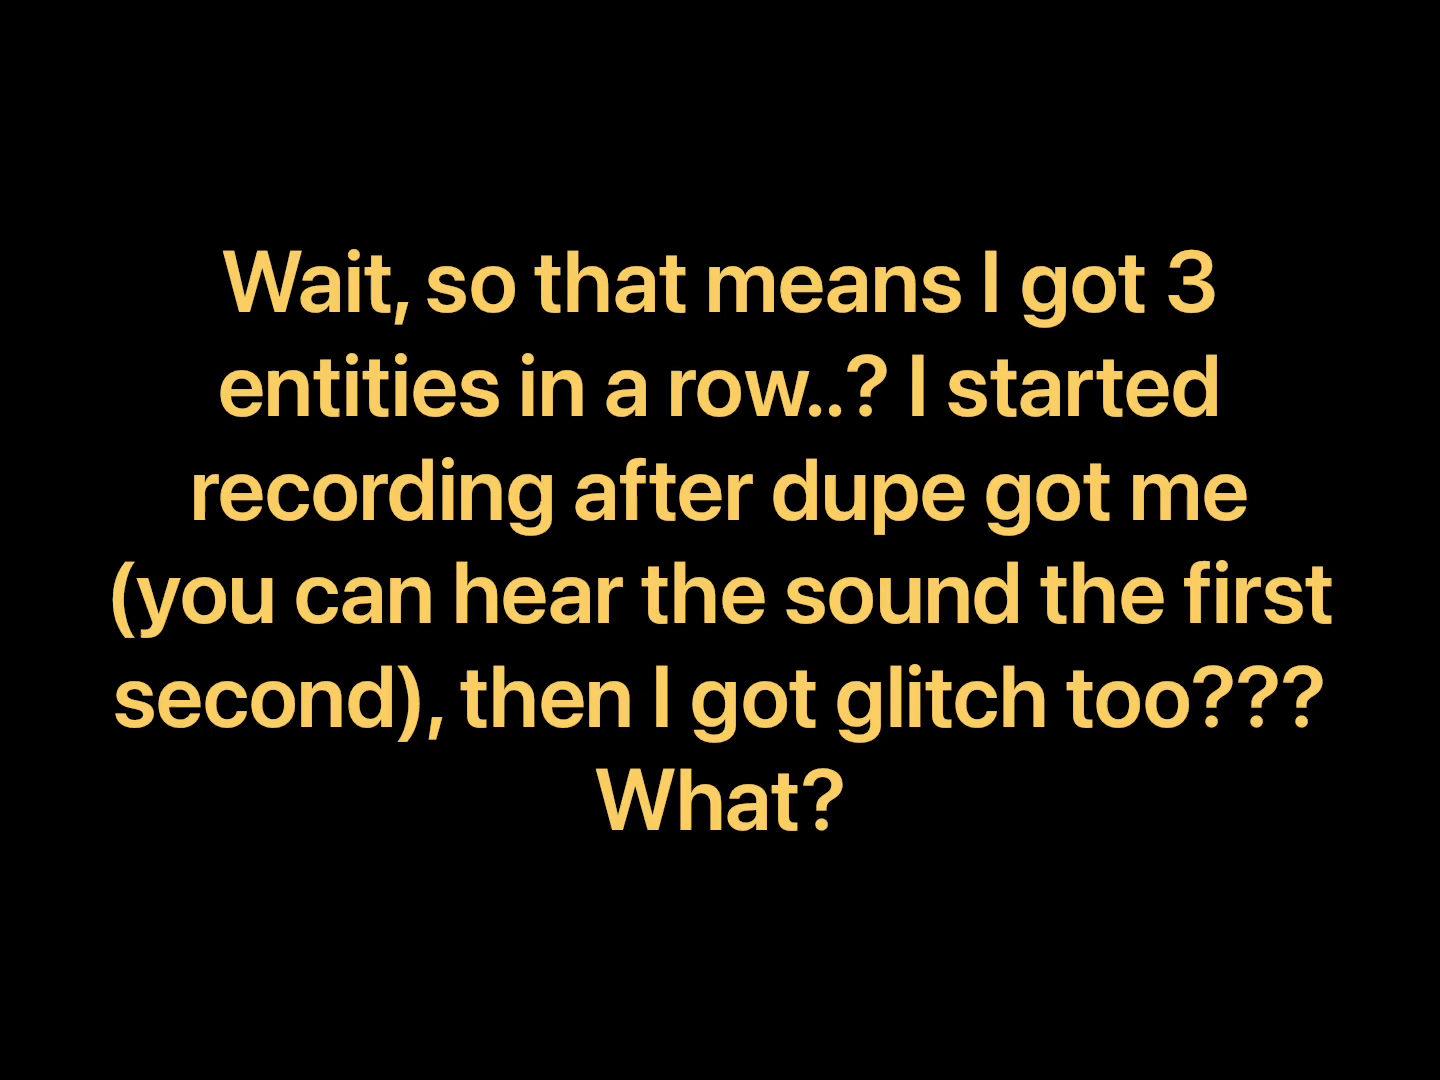 Wait, so that means I got 3
entities in a row..? I started
recording after dupe got me
(you can hear the sound the first
second), then I got glitch too???
What?